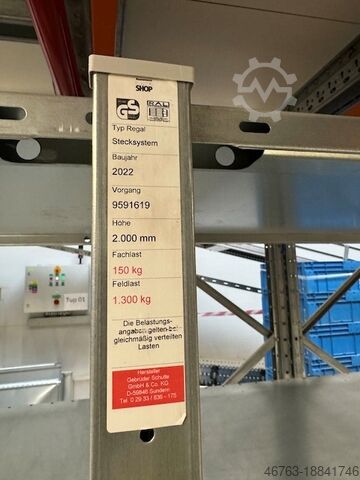 SHOP
GS
RAL
Typ Regal
Stecksystem
Baujahr
2022
Vorgang
9591619
Höhe
2.000 mm
Fachlast
150 kg
Feldlast
1.300 kg
Die Belastungs-
angaben gelten bei
gleichmäßig verteilten
Lasten
Hersteller
Gebrüder Schulte
GmbH & Co. KG
D-59846 Sundern
Tel. 0 29 33 / 836 - 175
Typ 01
46763-18841746